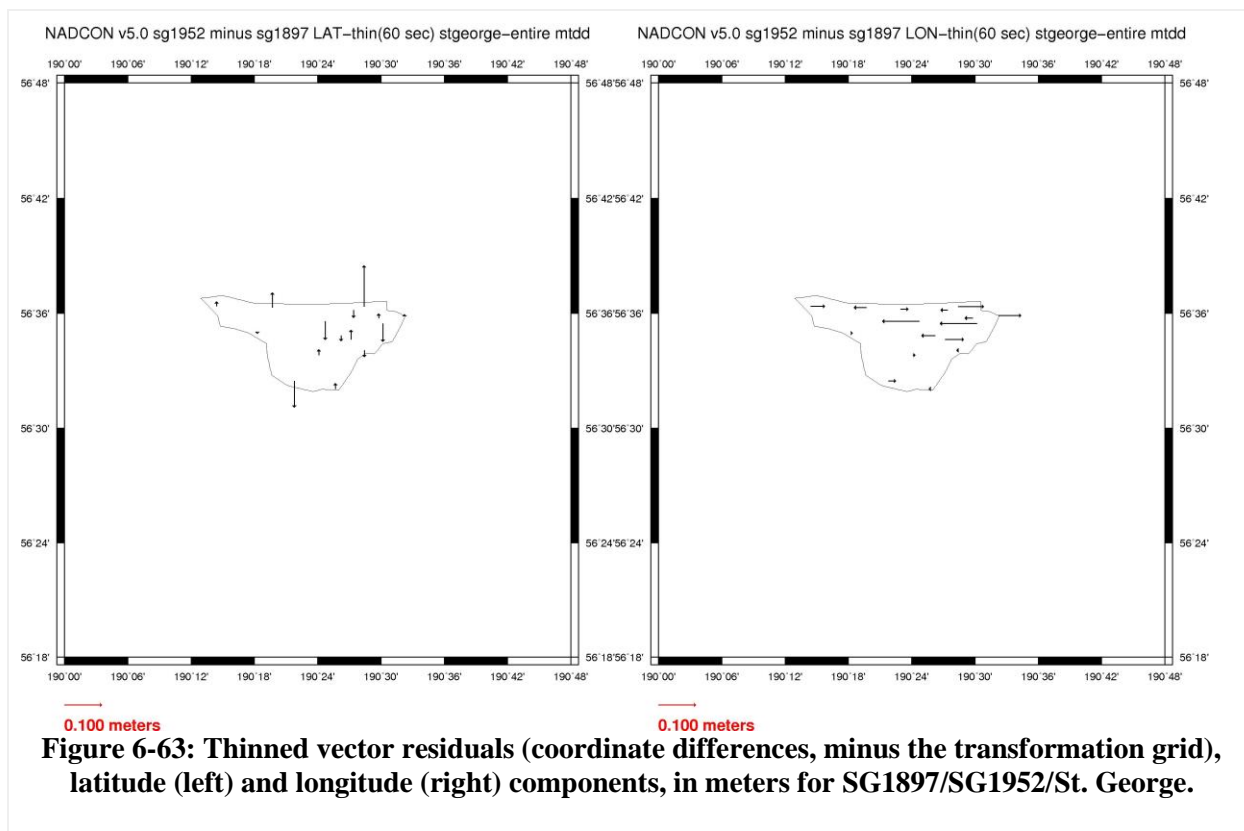 NADCON v5.0 sg1952 minus sg1897 LAT-thin(60 sec) stgeorge-entire mtdd
190˚00' 190˚06' 190˚12' 190˚18' 190˚24' 190˚30' 190˚36' 190˚42' 190˚48'
56˚48' 56˚48'
56˚42' 56˚42'
56˚36' 56˚36'
56˚30' 56˚30'
56˚24' 56˚24'
56˚18' 56˚18'
190˚00' 190˚06' 190˚12' 190˚18' 190˚24' 190˚30' 190˚36' 190˚42' 190˚48'
0.100 meters
NADCON v5.0 sg1952 minus sg1897 LON-thin(60 sec) stgeorge-entire mtdd
190˚00' 190˚06' 190˚12' 190˚18' 190˚24' 190˚30' 190˚36' 190˚42' 190˚48'
56˚48' 56˚48'
56˚42' 56˚42'
56˚36' 56˚36'
56˚30' 56˚30'
56˚24' 56˚24'
56˚18' 56˚18'
190˚00' 190˚06' 190˚12' 190˚18' 190˚24' 190˚30' 190˚36' 190˚42' 190˚48'
0.100 meters
Figure 6-63: Thinned vector residuals (coordinate differences, minus the transformation grid),
latitude (left) and longitude (right) components, in meters for SG1897/SG1952/St. George.